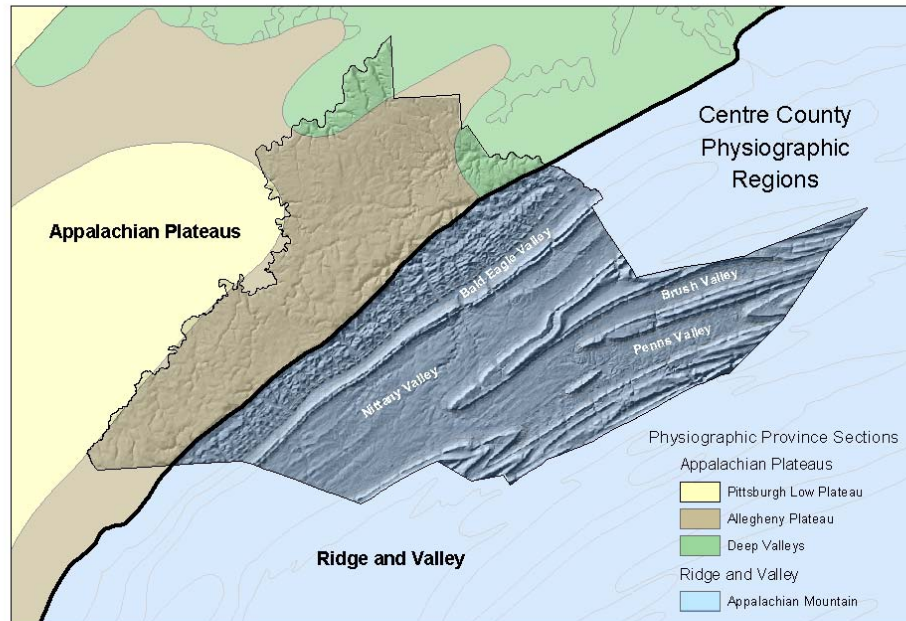 Centre County
Physiographic
Regions
Appalachian Plateaus
Bald Eagle Valley
Brush Valley
Penns Valley
Nittany Valley
Ridge and Valley
Physiographic Province Sections
Appalachian Plateaus
Pittsburgh Low Plateau
Allegheny Plateau
Deep Valleys
Ridge and Valley
Appalachian Mountain